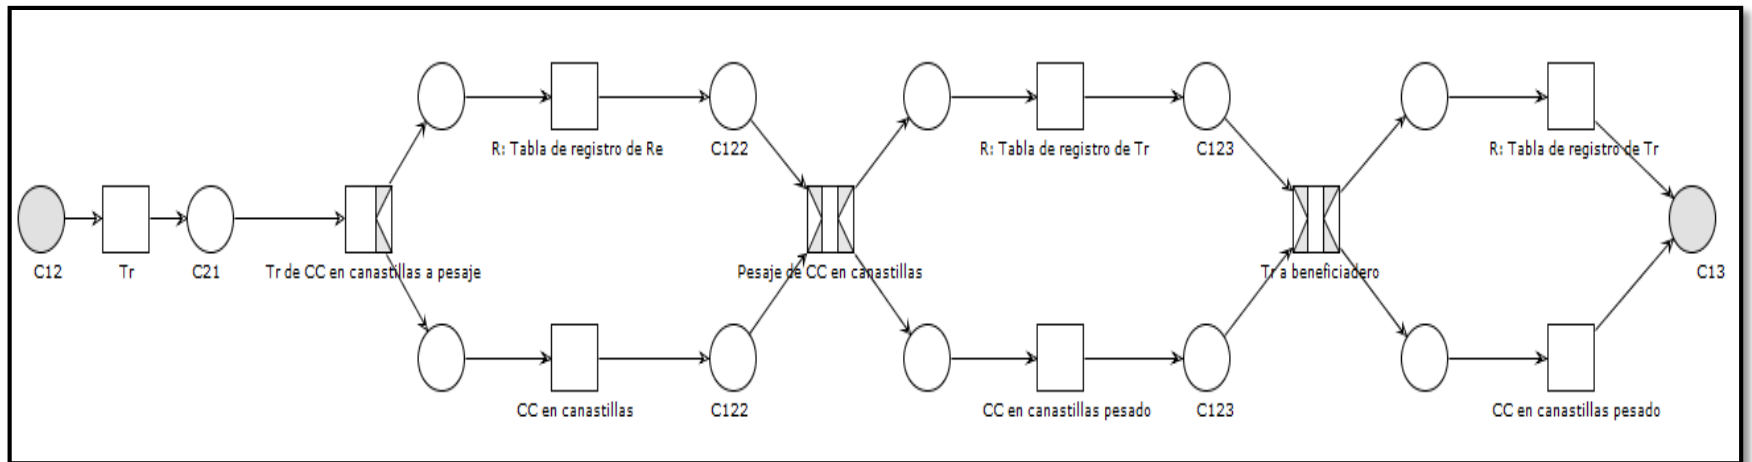 R: Tabla de registro de Re
C122
R: Tabla de registro de Tr
C123
R: Tabla de registro de Tr
C12
Tr
C21
Tr de CC en canastillas a pesaje
Pesaje de CC en canastillas
Tr a beneficiadero
C13
CC en canastillas
C122
CC en canastillas pesado
C123
CC en canastillas pesado